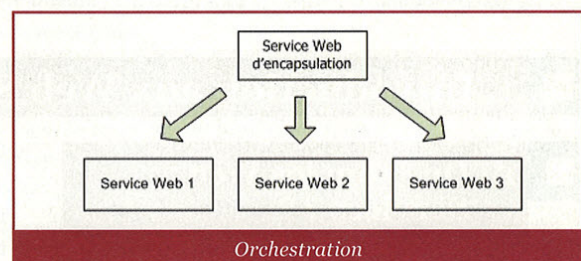 Service Web
d'encapsulation
Service Web 1
Service Web 2
Service Web 3
Orchestration